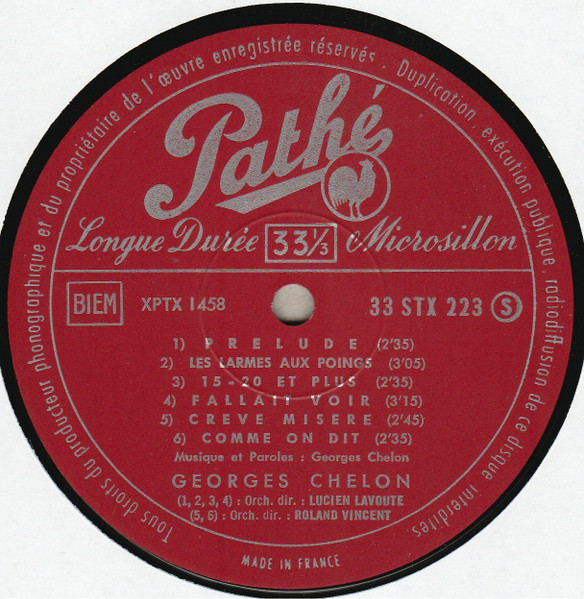 Tous droits du producteur phonographique et du propriétaire de l'œuvre enregistrée réservés - Duplication, exécution publique, radiodiffusion de ce disque interdites
Pathé
Longue Durée 33 1/3 Microsillon
BIEM XPTX 1458 33 STX 223 S
1) PRELUDE (2'35)
2) LES LARMES AUX POINGS (3'05)
3) 15-20 ET PLUS (2'35)
4) FALLAIT VOIR (3'15)
5) CREVE MISERE (2'45)
6) COMME ON DIT (2'35)
Musique et Paroles : Georges Chelon
GEORGES CHELON
(1, 2, 3, 4) : Orch. dir. : LUCIEN LAVOUTE
(5, 6) : Orch. dir. : ROLAND VINCENT
MADE IN FRANCE